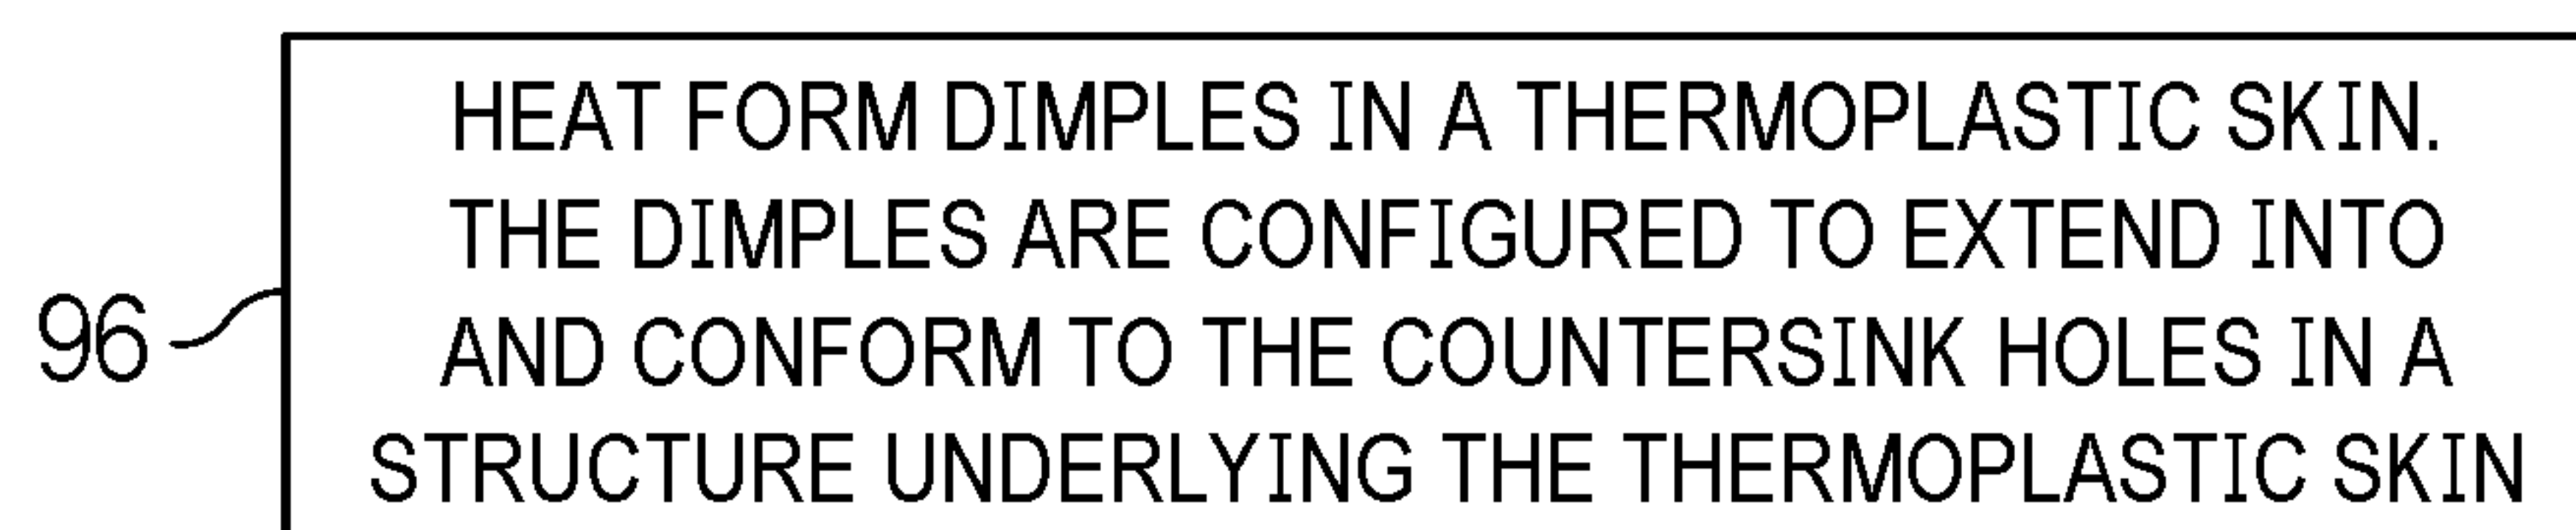 HEAT FORM DIMPLES IN A THERMOPLASTIC SKIN.
THE DIMPLES ARE CONFIGURED TO EXTEND INTO
96
AND CONFORM TO THE COUNTERSINK HOLES IN A
STRUCTURE UNDERLYING THE THERMOPLASTIC SKIN